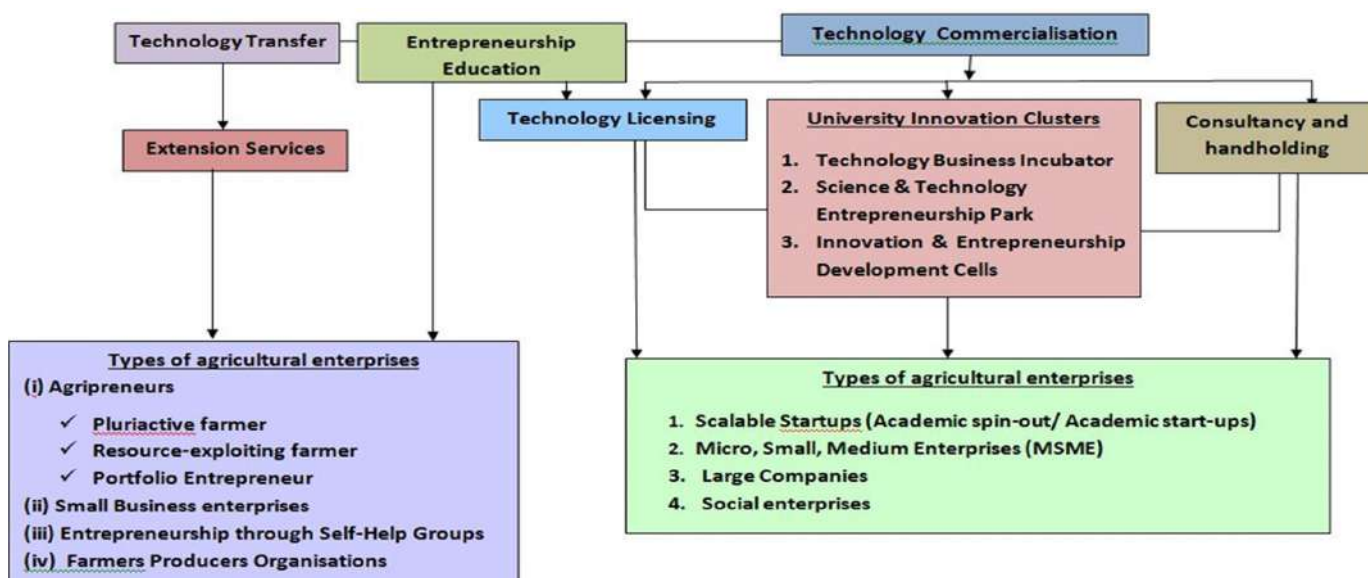 Technology Transfer
Entrepreneurship
Education
Technology Commercialisation
Extension Services
Technology Licensing
University Innovation Clusters
1. Technology Business Incubator
2. Science & Technology
Entrepreneurship Park
3. Innovation & Entrepreneurship
Development Cells
Consultancy and
handholding
Types of agricultural enterprises
(i) Agripreneurs
✓ Pluriactive farmer
✓ Resource-exploiting farmer
✓ Portfolio Entrepreneur
(ii) Small Business enterprises
(iii) Entrepreneurship through Self-Help Groups
(iv) Farmers Producers Organisations
Types of agricultural enterprises
1. Scalable Startups (Academic spin-out/ Academic start-ups)
2. Micro, Small, Medium Enterprises (MSME)
3. Large Companies
4. Social enterprises